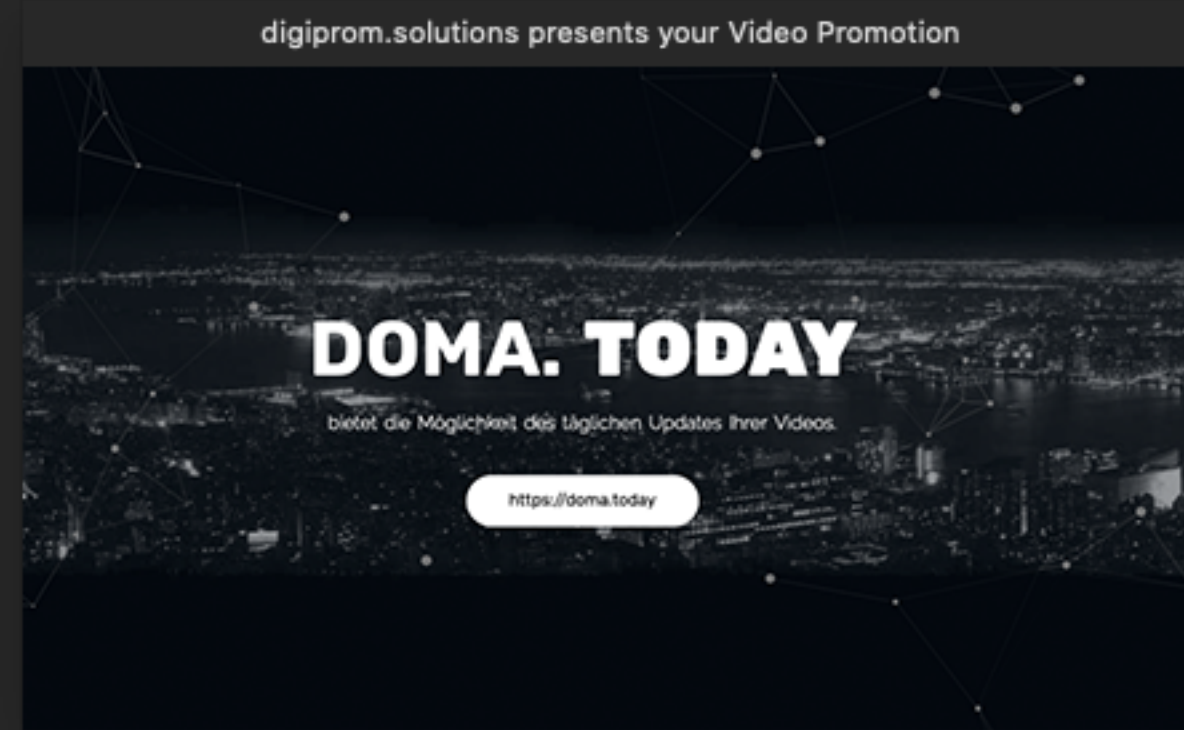 digiprom.solutions presents your Video Promotion
DOMA. TODAY
bietet die Möglichkeit des täglichen Updates Ihrer Videos.
https://doma.today